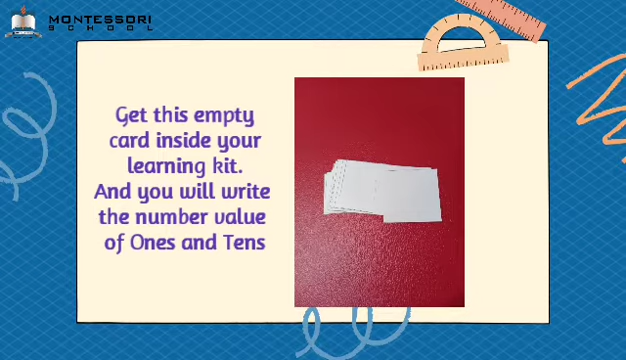 MONTESSORI
SCHOOL
Get this empty
card inside your
learning kit.
And you will write
the number value
of Ones and Tens